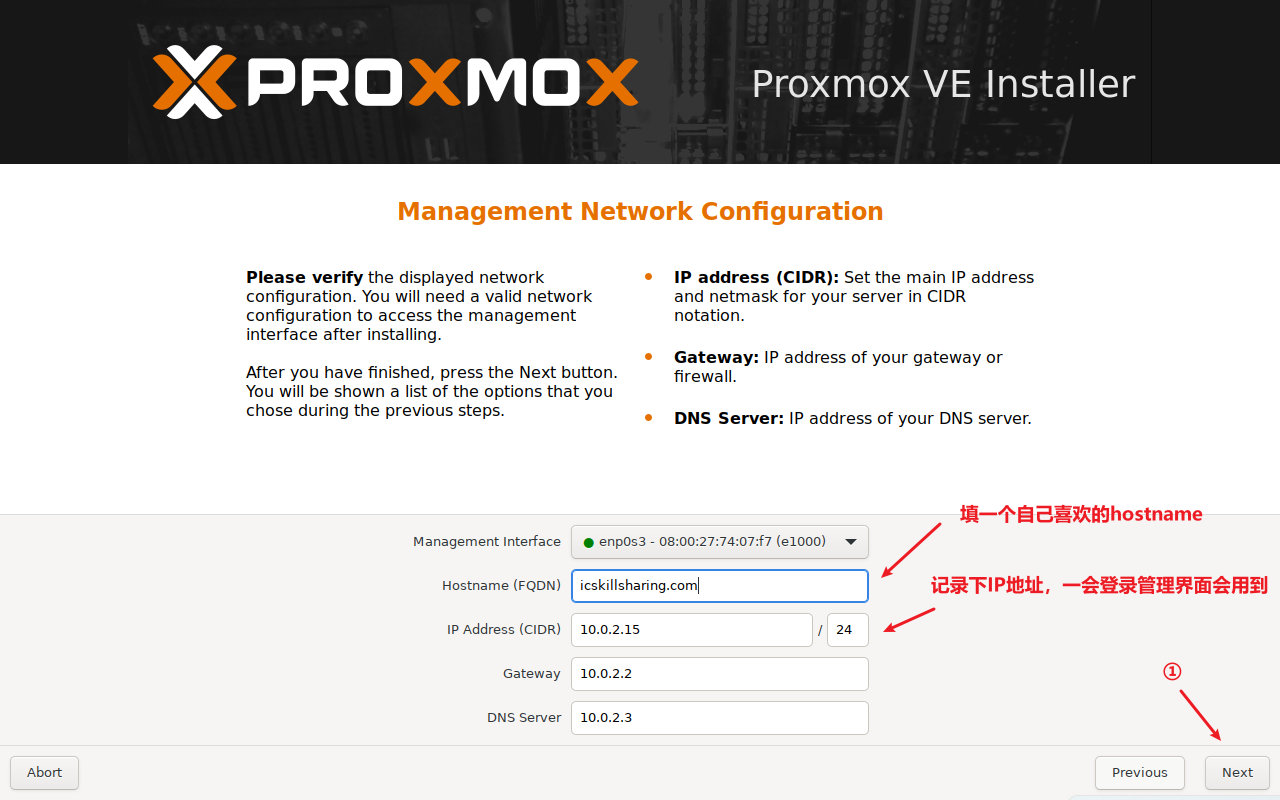 PROXMOX
Proxmox VE Installer
Management Network Configuration
Please verify the displayed network
configuration. You will need a valid network
configuration to access the management
interface after installing.
After you have finished, press the Next button.
You will be shown a list of the options that you
chose during the previous steps.
• IP address (CIDR): Set the main IP address
and netmask for your server in CIDR
notation.
• Gateway: IP address of your gateway or
firewall.
• DNS Server: IP address of your DNS server.
填一个自己喜欢的hostname
Management Interface enp0s3 - 08:00:27:74:07:f7 (e1000)
Hostname (FQDN) icskillsharing.com
记录下IP地址，一会登录管理界面会用到
IP Address (CIDR) 10.0.2.15 / 24
Gateway 10.0.2.2
①
DNS Server 10.0.2.3
Abort Previous Next